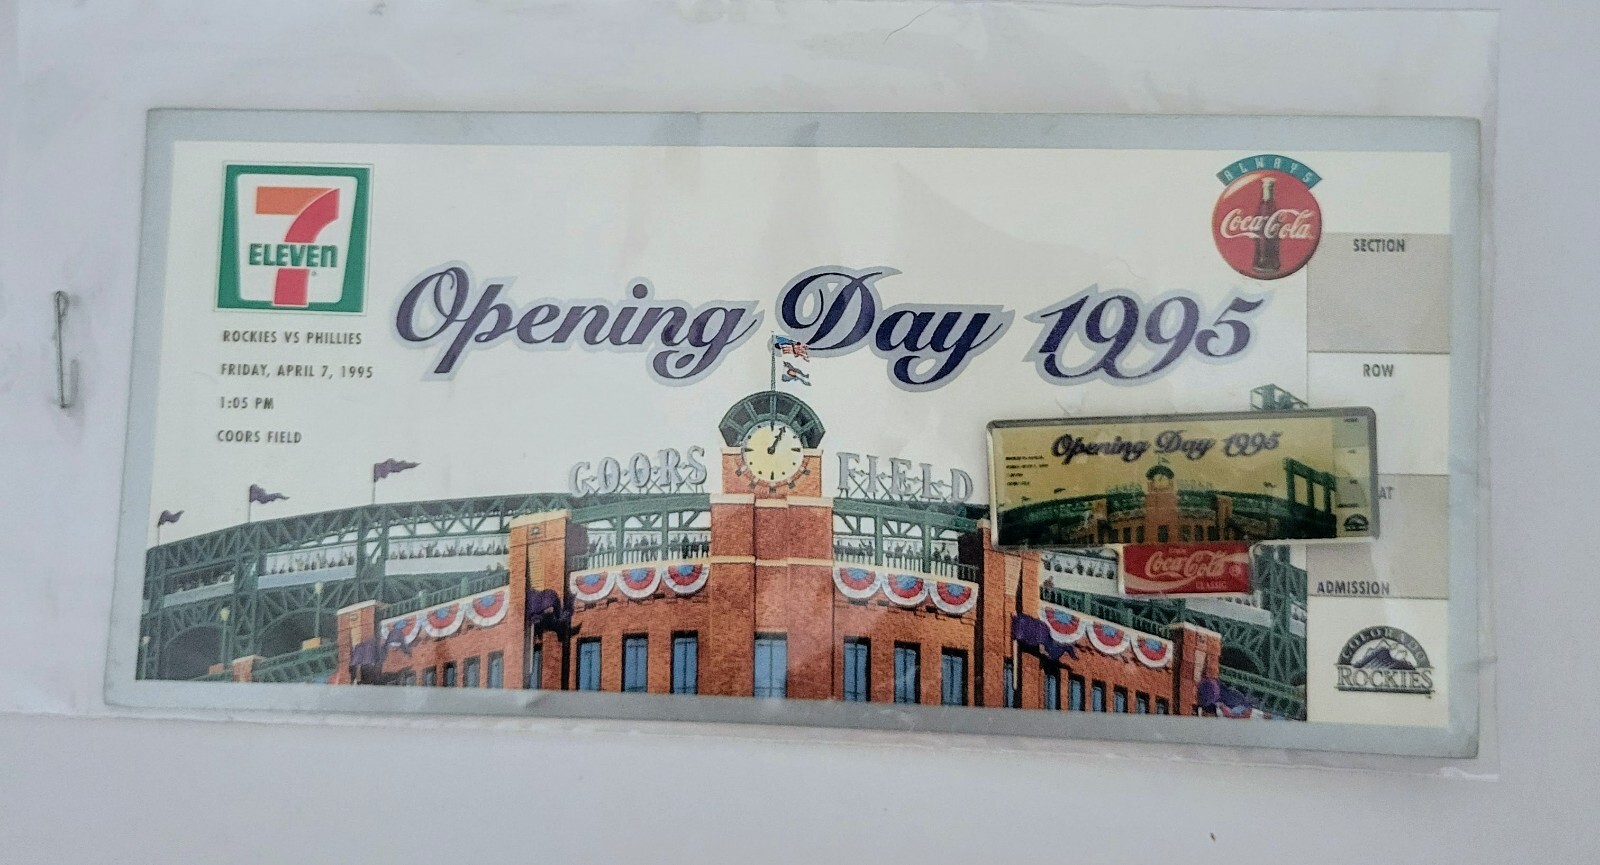 7
ELEVEN
ROCKIES VS PHILLIES
FRIDAY, APRIL 7, 1995
1:05 PM
COORS FIELD
Opening Day 1995
ALWAYS
Coca-Cola
SECTION
ROW
AT
ADMISSION
COORS FIELD
Opening Day 1995
Coca-Cola
CLASSIC
COLORADO
ROCKIES